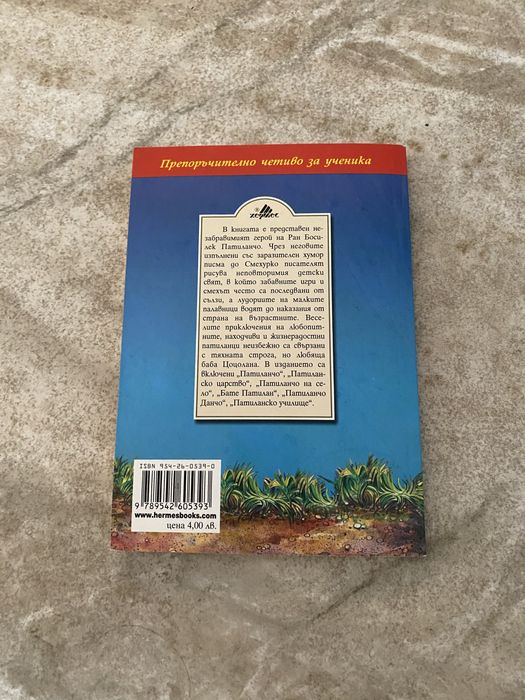 Препоръчително четиво за ученика
®
хермес
В книгата е представен не-
забравимият герой на Ран Боси-
лек Патиланчо. Чрез неговите
изпълнени със заразителен хумор
писма до Смехурко писателят
рисува неповторимия детски
свят, в който забавните игри и
смехът често са последвани от
сълзи, а лудориите на малките
палавници водят до наказания от
страна на възрастните. Весе-
лите приключения на любопит-
ните, находчиви и жизнерадостни
патиланци неизбежно са свързани
с тяхната строга, но любяща
баба Цоцолана. В изданието са
включени „Патиланчо“, „Патилан-
ско царство“, „Патиланчо на се-
ло“, „Бате Патилан“, „Патиланчо
Данчо“, „Патиланско училище“.
ISBN 954-26-0539-0
9 789542 605393
www.hermesbooks.com
цена 4,00 лв.